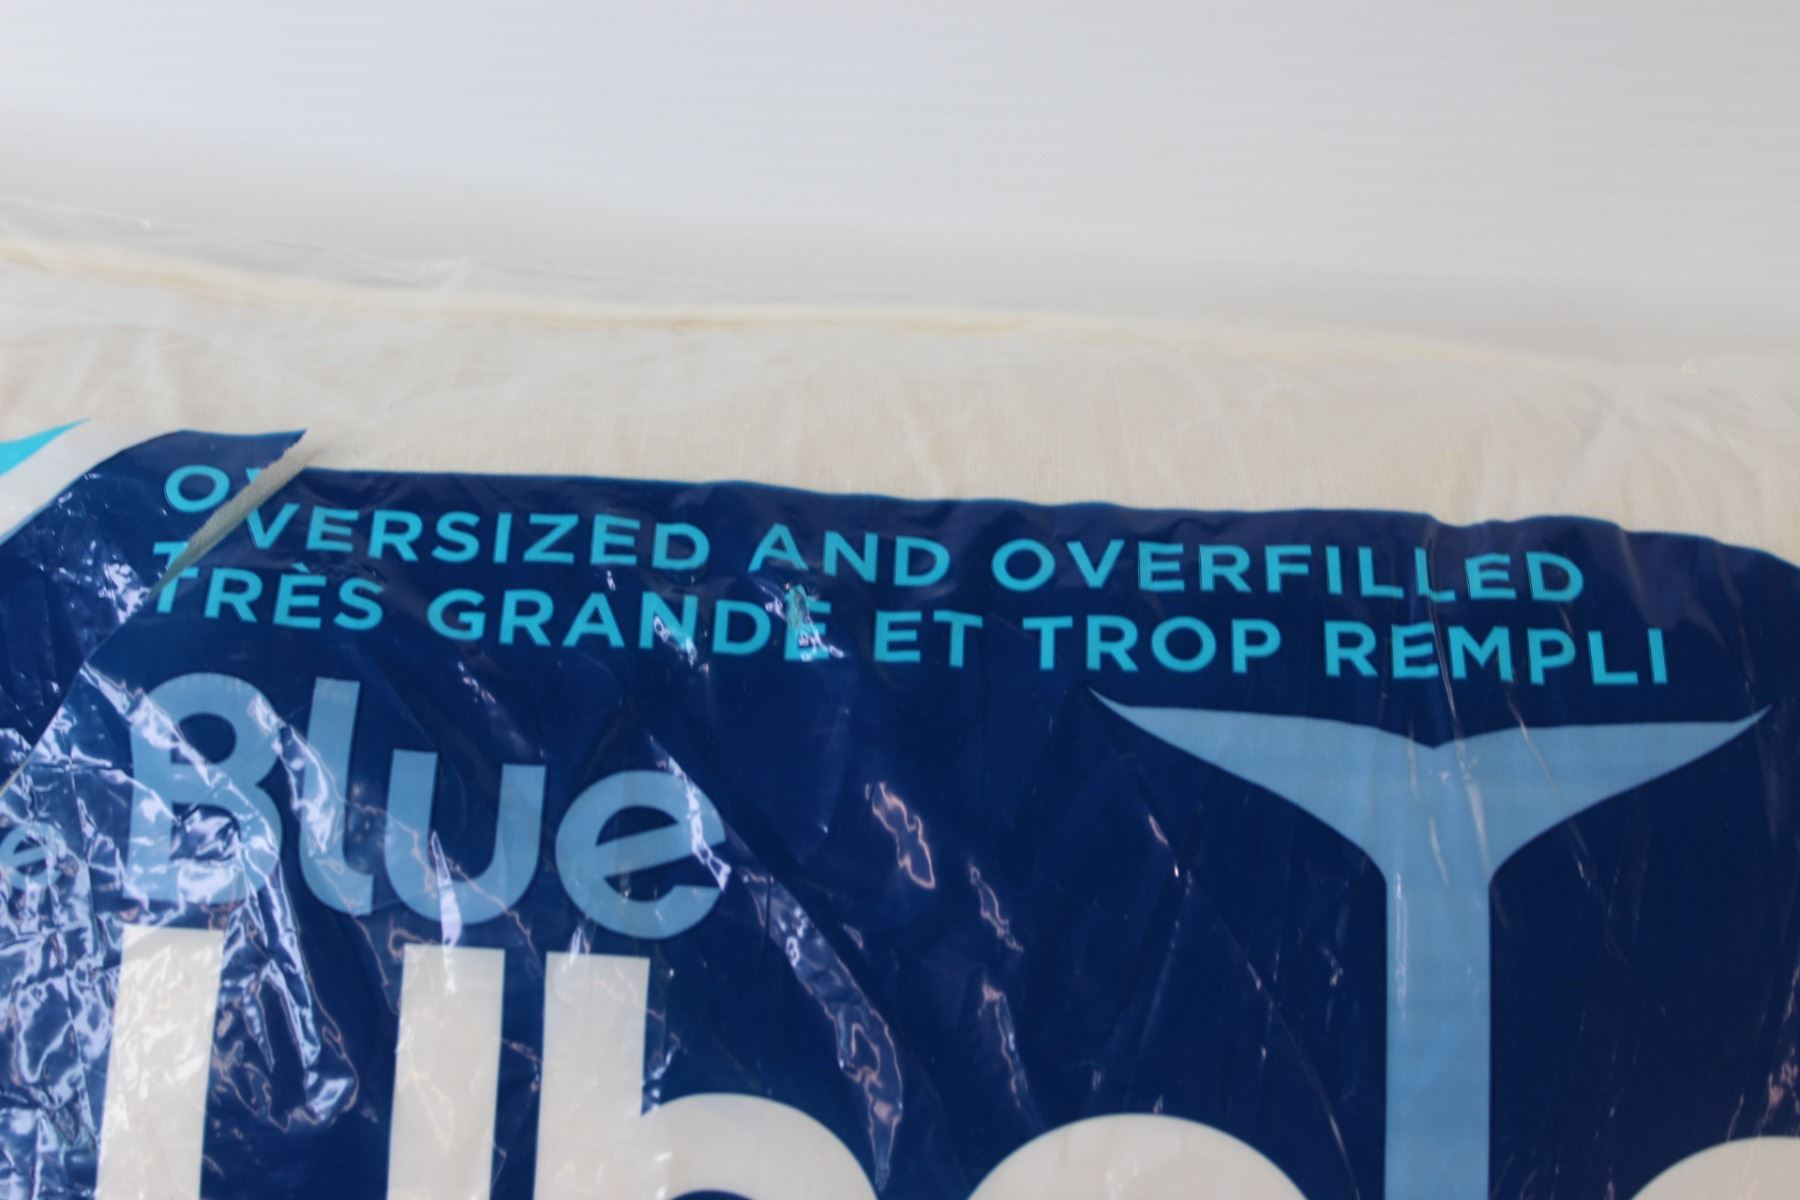 OVERSIZED AND OVERFILLED
TRÈS GRANDE ET TROP REMPLI
Blue